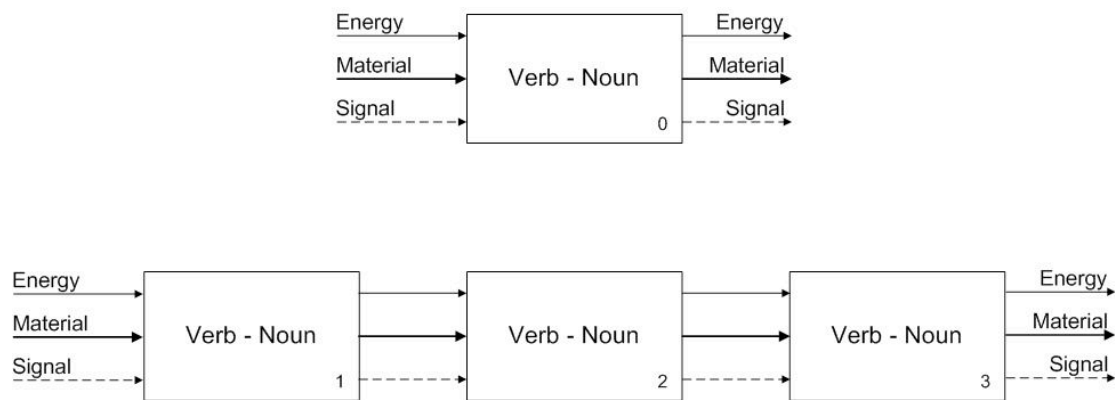 Energy Energy
Material Verb - Noun Material
Signal 0 Signal
Energy Energy
Material Verb - Noun Verb - Noun Verb - Noun Material
Signal 1 2 3 Signal